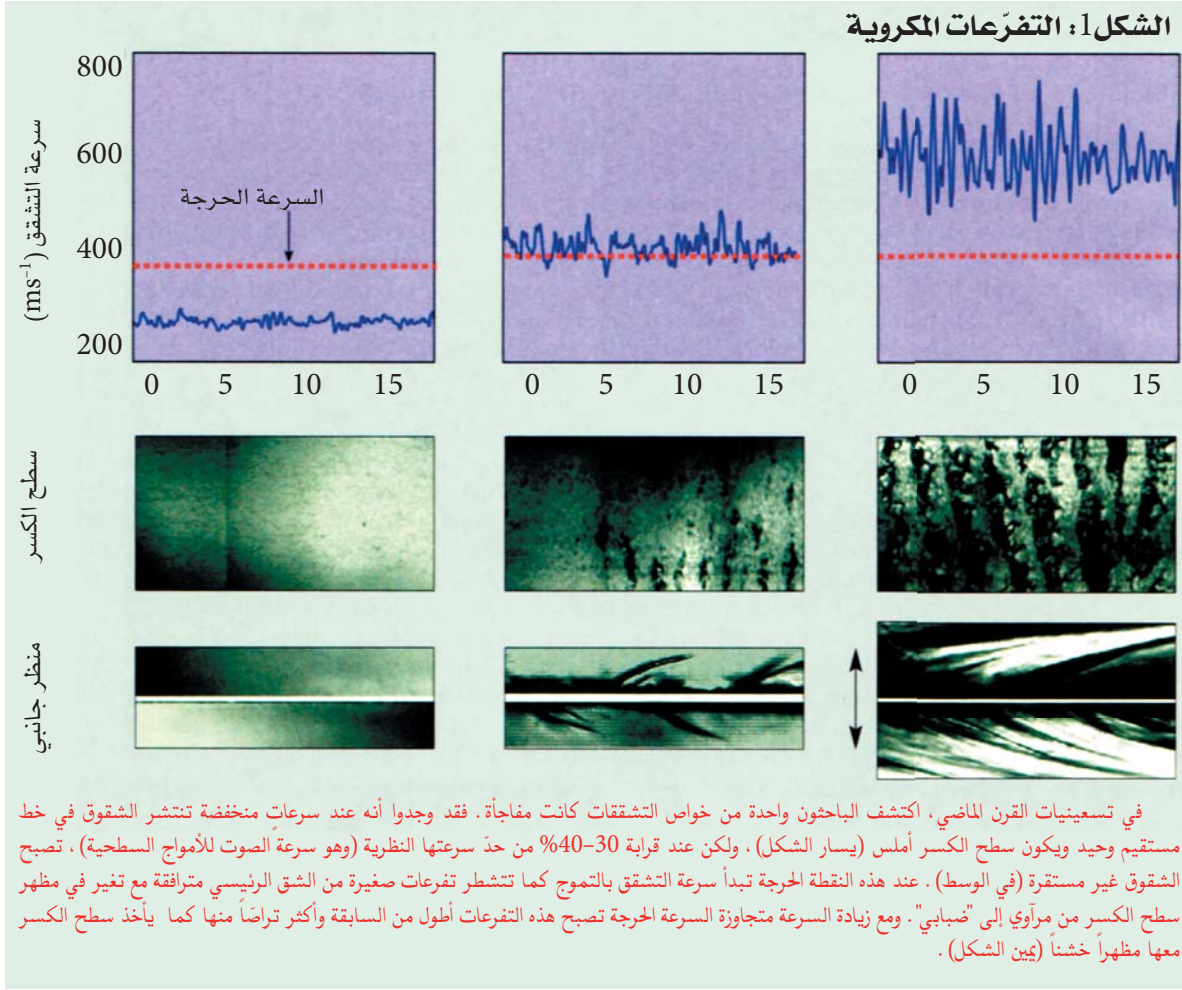 الشكل1: التفرّعات المكروية
800
600
400
200
سرعة التشقق (ms⁻¹)
السرعة الحرجة
0 5 10 15
0 5 10 15
0 5 10 15
سطح الكسر
منظر جانبي
في تسعينيات القرن الماضي، اكتشف الباحثون واحدة من خواص التشققات كانت مفاجأة. فقد وجدوا أنه عند سرعاتٍ منخفضة تنتشر الشقوق في خط
مستقيم وحيد ويكون سطح الكسر أملس (يسار الشكل)، ولكن عند قرابة 30–40% من حدّ سرعتها النظرية (وهو سرعة الصوت للأمواج السطحية)، تصبح
الشقوق غير مستقرة (في الوسط). عند هذه النقطة الحرجة تبدأ سرعة التشقق بالتموج كما تتشطر تفرعات صغيرة من الشق الرئيسي مترافقة مع تغير في مظهر
سطح الكسر من مرآوي إلى "ضبابي". ومع زيادة السرعة متجاوزة السرعة الحرجة تصبح هذه التفرعات أطول من السابقة وأكثر تراصّاً منها كما يأخذ سطح الكسر
معها مظهراً خشناً (يمين الشكل).